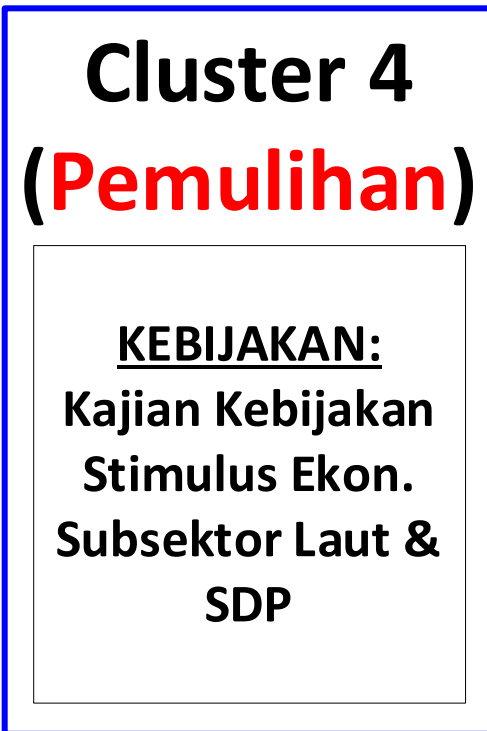 Cluster 4
(Pemulihan)
KEBIJAKAN:
Kajian Kebijakan
Stimulus Ekon.
Subsektor Laut &
SDP